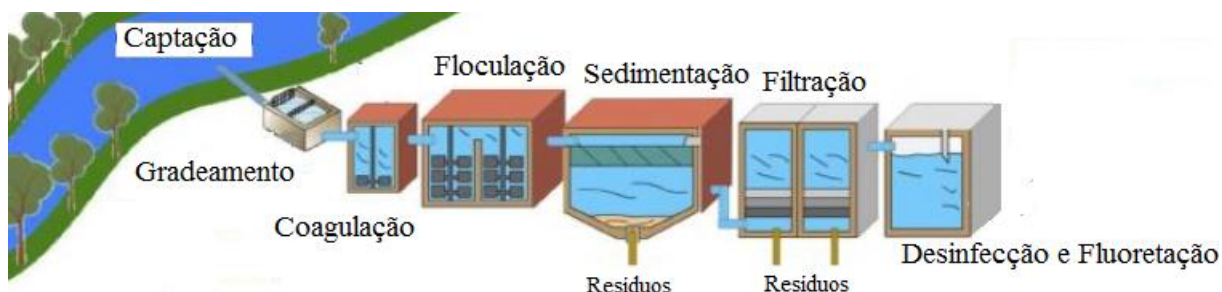 Captação
Gradeamento
Coagulação
Floculação
Sedimentação
Filtração
Desinfecção e Fluoretação
Resíduos
Resíduos